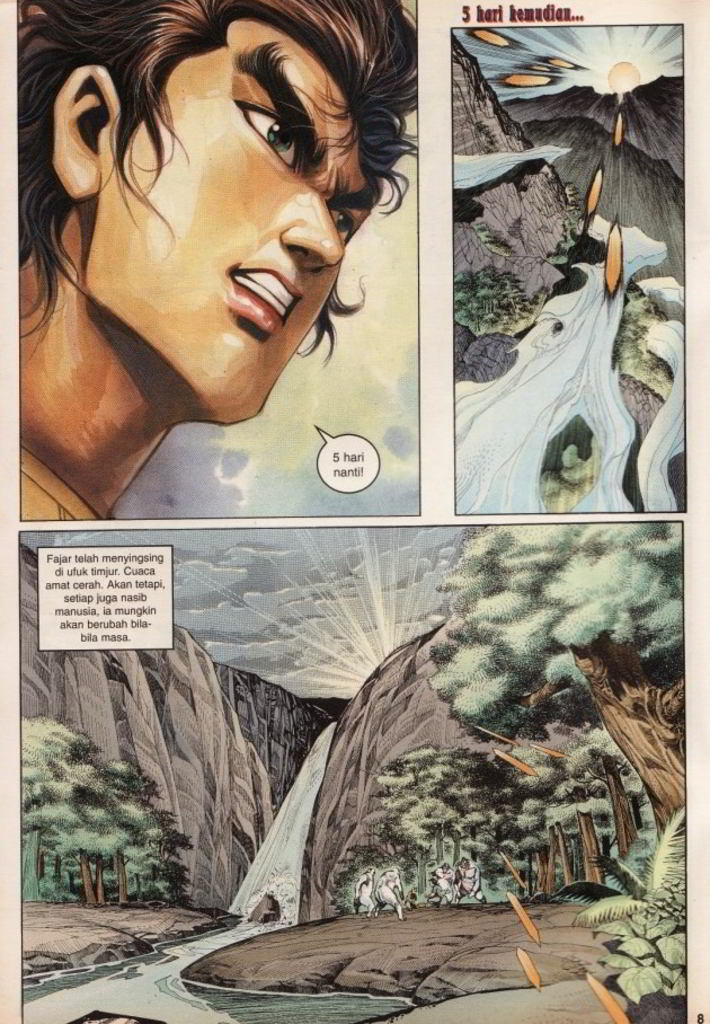 5 hari kemudian...
5 hari
nanti!
Fajar telah menyingsing
di ufuk timjur. Cuaca
amat cerah. Akan tetapi,
setiap juga nasib
manusia, ia mungkin
akan berubah bila-
bila masa.
8